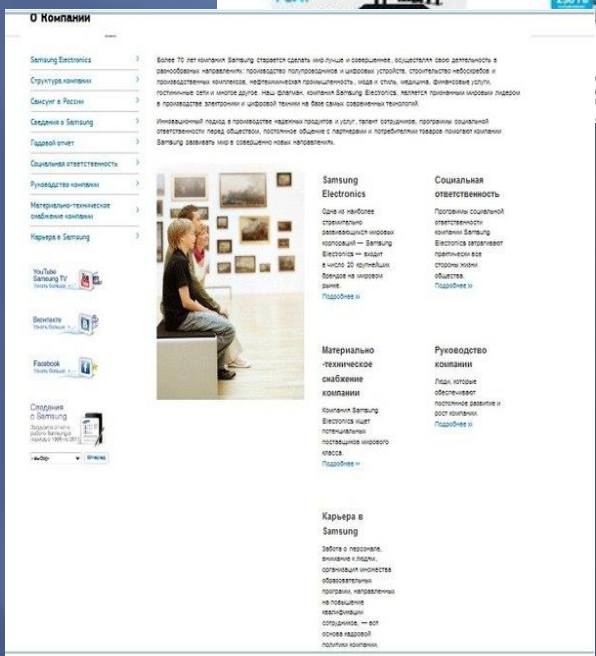 О Компании
Samsung Electronics
Структура компании
Самсунг в России
Сведения о Samsung
Годовой отчет
Социальная ответственность
Руководство компании
Материально-техническое
снабжение компании
Карьера в Samsung
YouTube
Samsung TV
Узнать больше
Вконтакте
Узнать больше
Facebook
Узнать больше
Сведения
о Samsung
Более 70 лет компания Samsung старается сделать мир лучше и совершеннее, осуществляя свою деятельность в
разнообразных направлениях: производство полупроводников и цифровых устройств, строительство небоскребов и
производственных комплексов, нефтехимическая промышленность, мода и стиль, медицина, финансовые услуги,
гостиничные сети и многое другое. Наш флагман, компания Samsung Electronics, является признанным мировым лидером
в производстве электроники и цифровой техники на базе самых современных технологий.
Инновационный подход в производстве надежных продуктов и услуг, талант сотрудников, программы социальной
ответственности перед обществом, постоянное общение с партнерами и потребителями товаров помогают компании
Samsung развивать мир в совершенно новых направлениях.
Samsung
Electronics
Одна из наиболее
стремительно
развивающихся мировых
корпораций — Samsung
Electronics — входит
в число 20 крупнейших
брендов на мировом
рынке.
Подробнее »
Социальная
ответственность
Программы социальной
ответственности
компании Samsung
Electronics затрагивают
практически все
стороны жизни
общества.
Подробнее »
Материально
-техническое
снабжение
компании
Компания Samsung
Electronics ищет
потенциальных
поставщиков мирового
класса.
Подробнее »
Руководство
компании
Люди, которые
обеспечивают
постоянное развитие и
рост компании.
Подробнее »
Карьера в
Samsung
Забота о персонале,
внимание к людям,
организация множества
образовательных
программ, направленных
на повышение
квалификации
сотрудников, — вот
основа кадровой
политики компании.